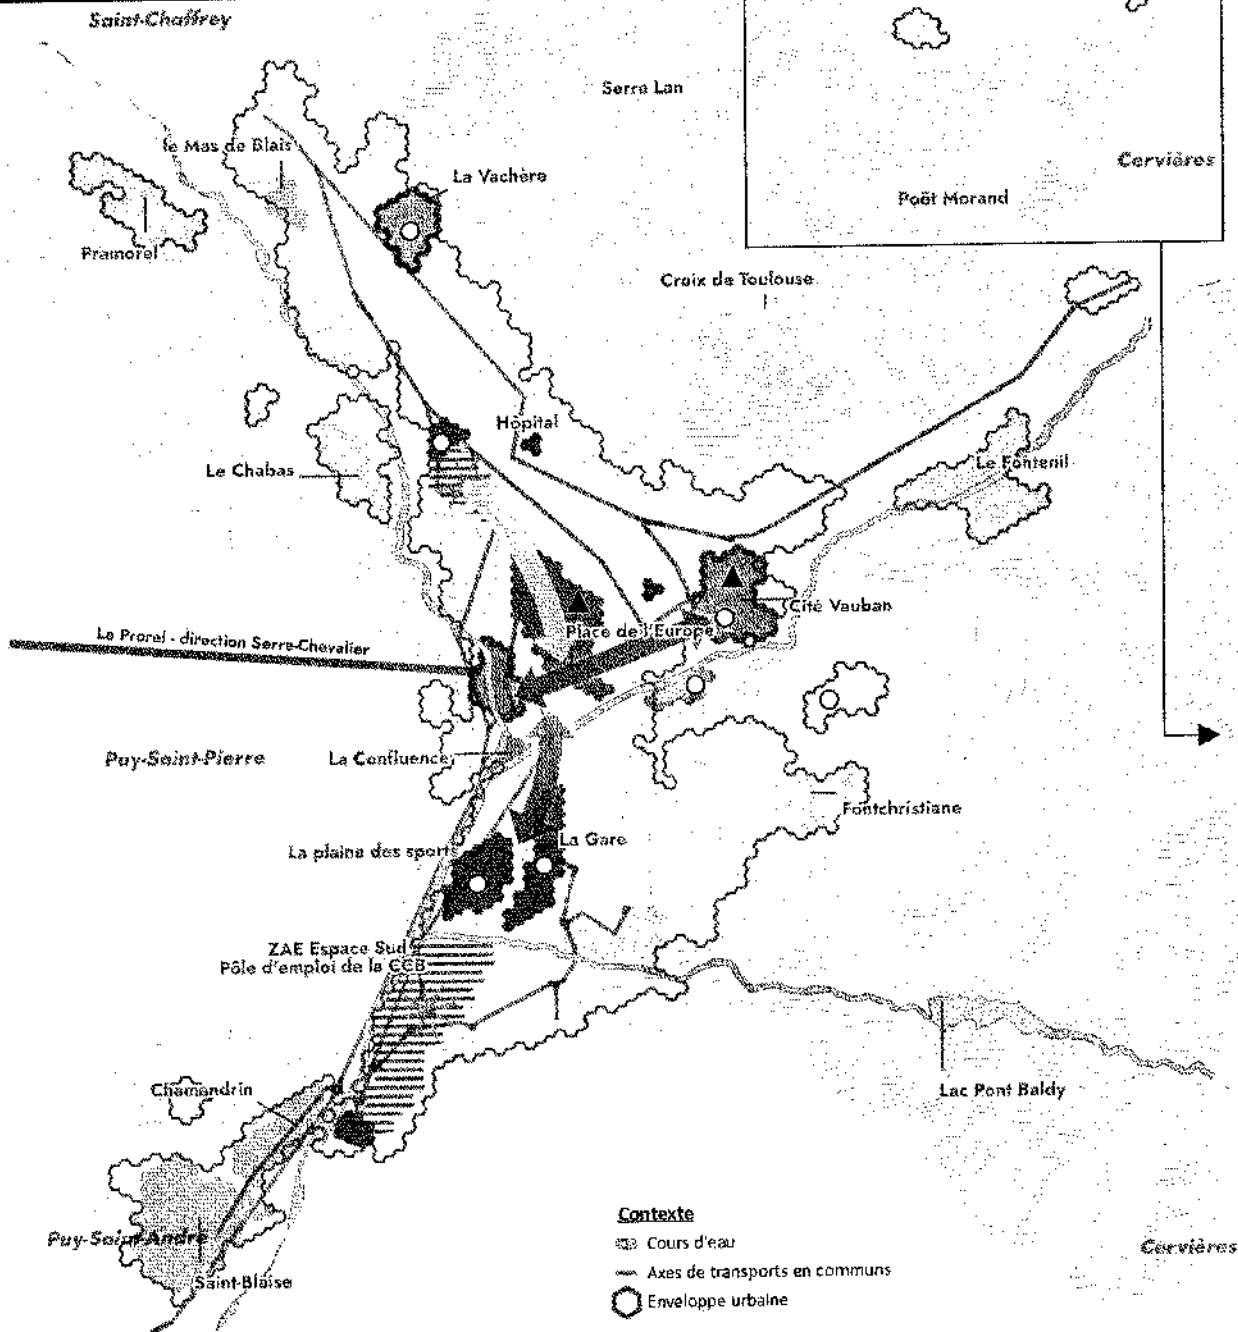 Saint-Chaffrey
Serre Lan
le Mas de Blais
Cervières
La Vachère
Poët Morand
Pramorel
Croix de Toulouse
Hôpital
Le Chabas
Le Fontenil
Cité Vauban
Place de l'Europe
Le Prorel - direction Serre-Chevalier
Puy-Saint-Pierre
La Confluence
Fontchristiane
La Gare
La plaine des sport
ZAE Espace Sud
Pôle d'emploi de la CCB
Chamandrin
Lac Pont Baldy
Contexte
Puy-Saint-André
Cours d'eau
Cervières
Axes de transports en communs
Saint-Blaise
Enveloppe urbaine